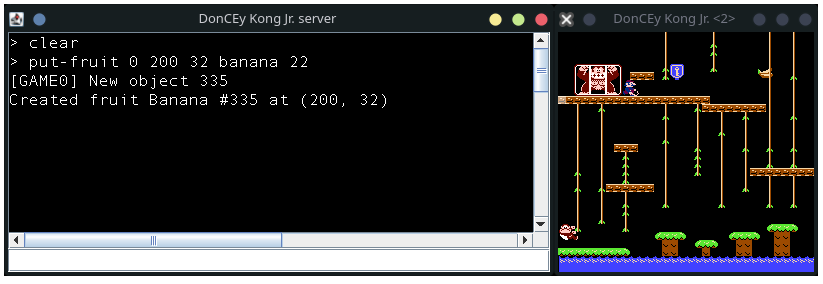 DonCEy Kong Jr. server
> clear
> put-fruit 0 200 32 banana 22
[GAME0] New object 335
Created fruit Banana #335 at (200, 32)
DonCEy Kong Jr. <2>